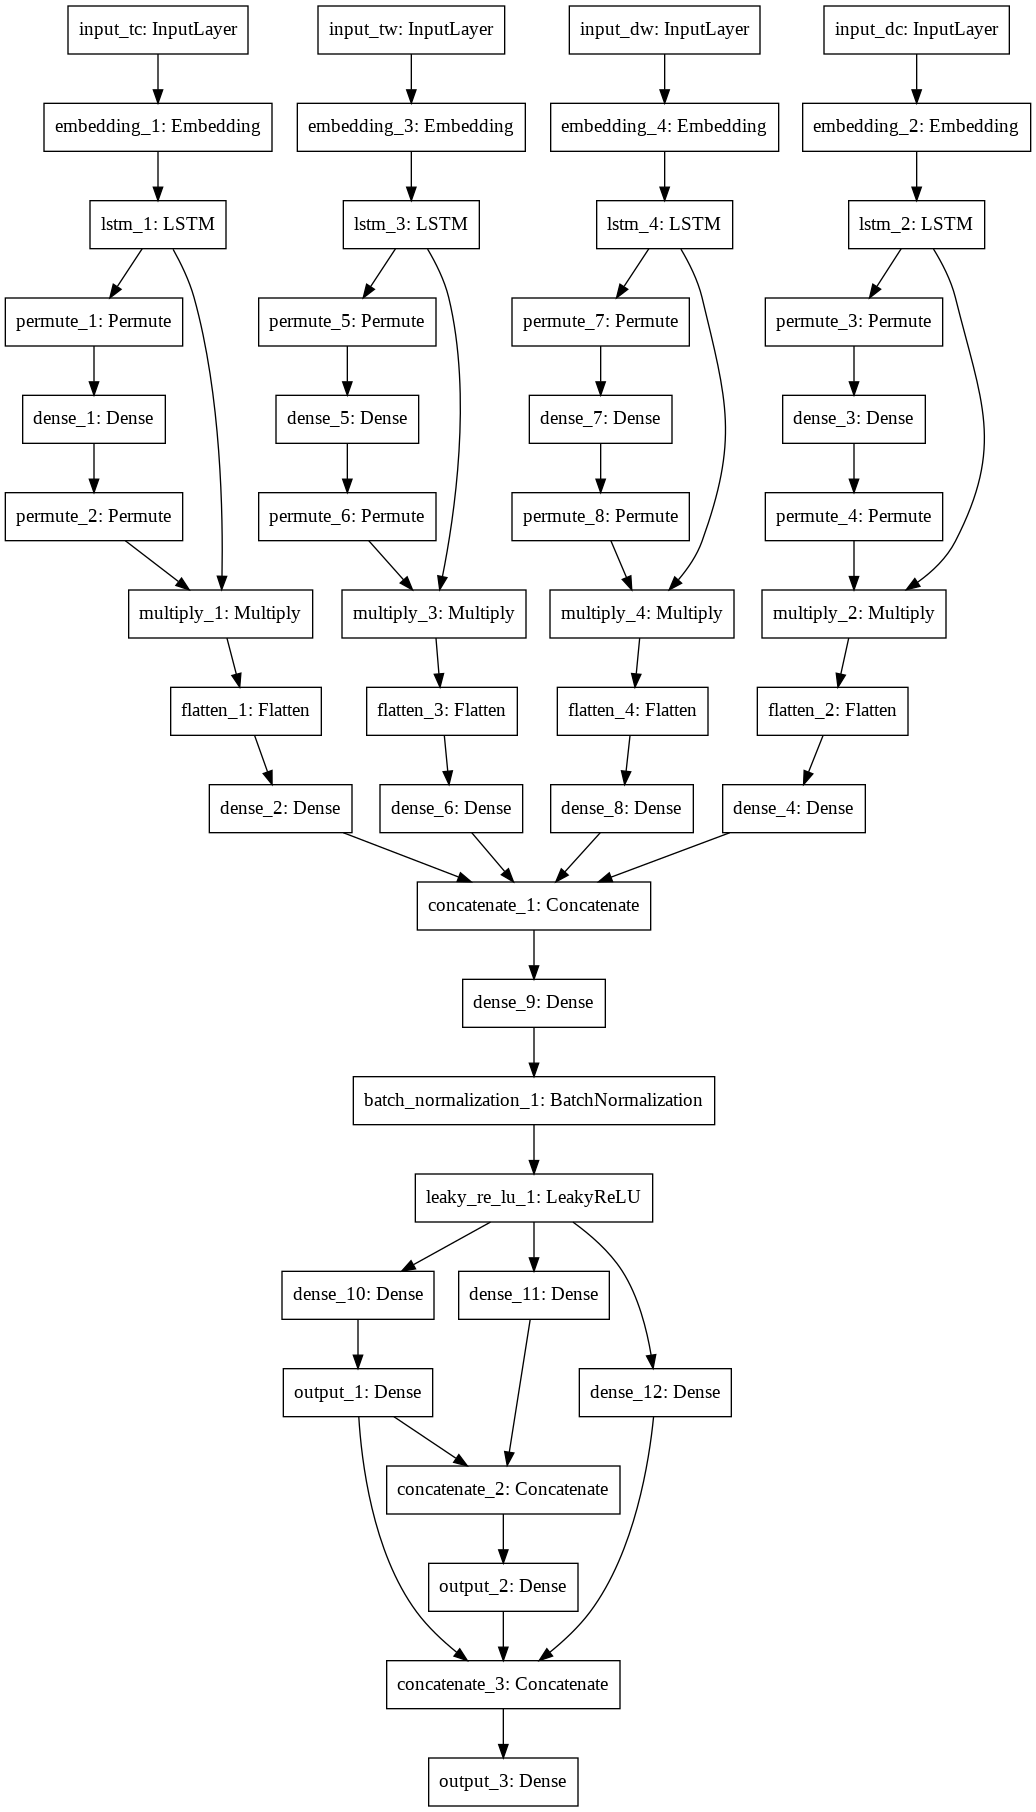 input_tc: InputLayer
input_tw: InputLayer
input_dw: InputLayer
input_dc: InputLayer
embedding_1: Embedding
embedding_3: Embedding
embedding_4: Embedding
embedding_2: Embedding
lstm_1: LSTM
lstm_3: LSTM
lstm_4: LSTM
lstm_2: LSTM
permute_1: Permute
permute_5: Permute
permute_7: Permute
permute_3: Permute
dense_1: Dense
dense_5: Dense
dense_7: Dense
dense_3: Dense
permute_2: Permute
permute_6: Permute
permute_8: Permute
permute_4: Permute
multiply_1: Multiply
multiply_3: Multiply
multiply_4: Multiply
multiply_2: Multiply
flatten_1: Flatten
flatten_3: Flatten
flatten_4: Flatten
flatten_2: Flatten
dense_2: Dense
dense_6: Dense
dense_8: Dense
dense_4: Dense
concatenate_1: Concatenate
dense_9: Dense
batch_normalization_1: BatchNormalization
leaky_re_lu_1: LeakyReLU
dense_10: Dense
dense_11: Dense
output_1: Dense
dense_12: Dense
concatenate_2: Concatenate
output_2: Dense
concatenate_3: Concatenate
output_3: Dense